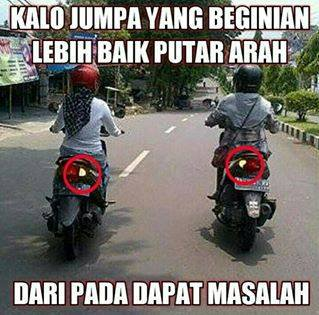 KALO JUMPA YANG BEGINIAN
LEBIH BAIK PUTAR ARAH
DARI PADA DAPAT MASALAH